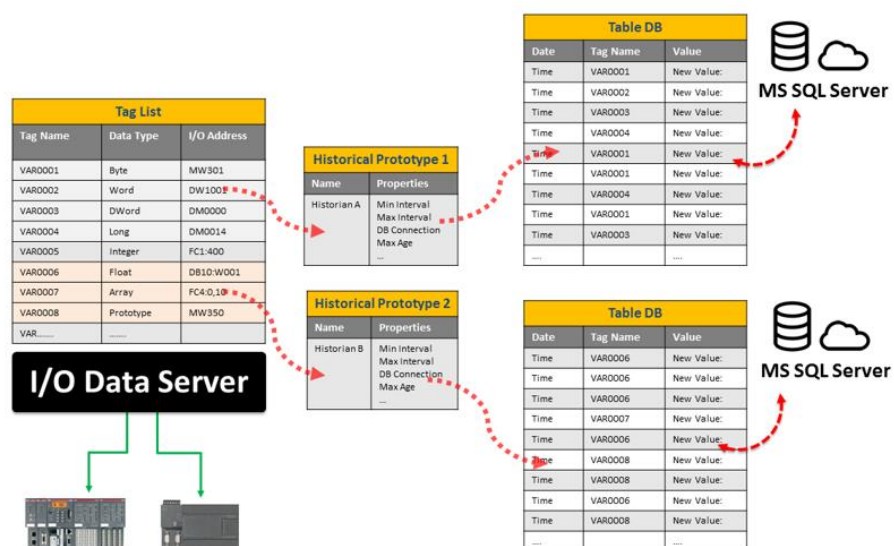 Tag List
Tag Name Data Type I/O Address
VAR0001 Byte MW301
VAR0002 Word DW1001
VAR0003 DWord DM0000
VAR0004 Long DM0014
VAR0005 Integer FC1:400
VAR0006 Float DB10:W001
VAR0007 Array FC4:0,10
VAR0008 Prototype MW350
VAR....... .......
I/O Data Server
Historical Prototype 1
Name Properties
Historian A Min Interval
Max Interval
DB Connection
Max Age
...
Historical Prototype 2
Name Properties
Historian B Min Interval
Max Interval
DB Connection
Max Age
...
Table DB
Date Tag Name Value
Time VAR0001 New Value:
Time VAR0002 New Value:
Time VAR0003 New Value:
Time VAR0004 New Value:
Time VAR0001 New Value:
Time VAR0001 New Value:
Time VAR0004 New Value:
Time VAR0001 New Value:
Time VAR0003 New Value:
.... ....
MS SQL Server
Table DB
Date Tag Name Value
Time VAR0006 New Value:
Time VAR0006 New Value:
Time VAR0006 New Value:
Time VAR0007 New Value:
Time VAR0006 New Value:
Time VAR0008 New Value:
Time VAR0008 New Value:
Time VAR0006 New Value:
Time VAR0008 New Value:
.... ....
MS SQL Server